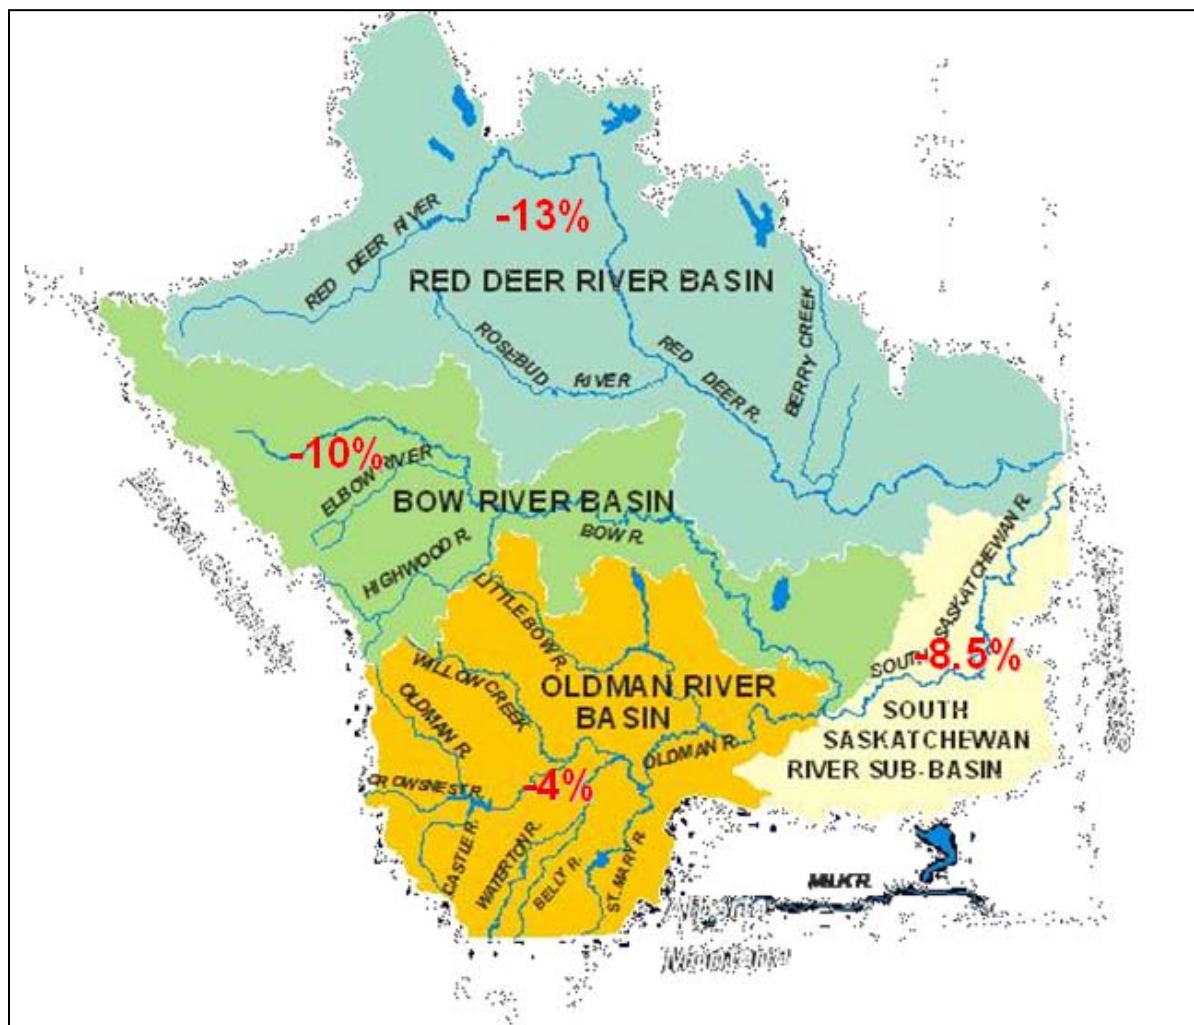 -13%
RED DEER RIVER
RED DEER RIVER BASIN
ROSEBUD RIVER
RED DEER R.
BERRY CREEK
-10%
ELBOW RIVER
BOW RIVER BASIN
BOW R.
HIGHWOOD R.
LITTLE BOW R.
SOUTH SASKATCHEWAN R.
-8.5%
WILLOW CREEK
OLDMAN R.
OLDMAN RIVER
BASIN
OLDMAN R.
SOUTH
SASKATCHEWAN
RIVER SUB-BASIN
CROWSNEST R.
-4%
CASTLE R.
WATERTON R.
BELLY R.
ST. MARY R.
MILK R.
Alberta
Montana